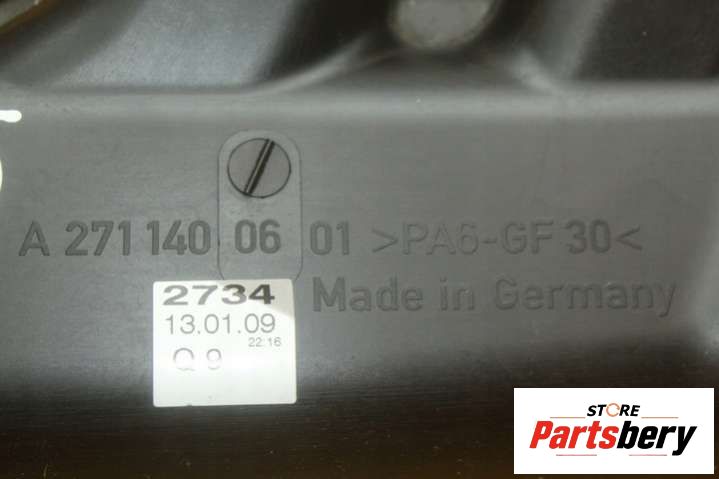 A 271 140 06 01 >PA6-GF 30<
Made in Germany
2734
13.01.09
22:16
Q 9
STORE
Partsbery